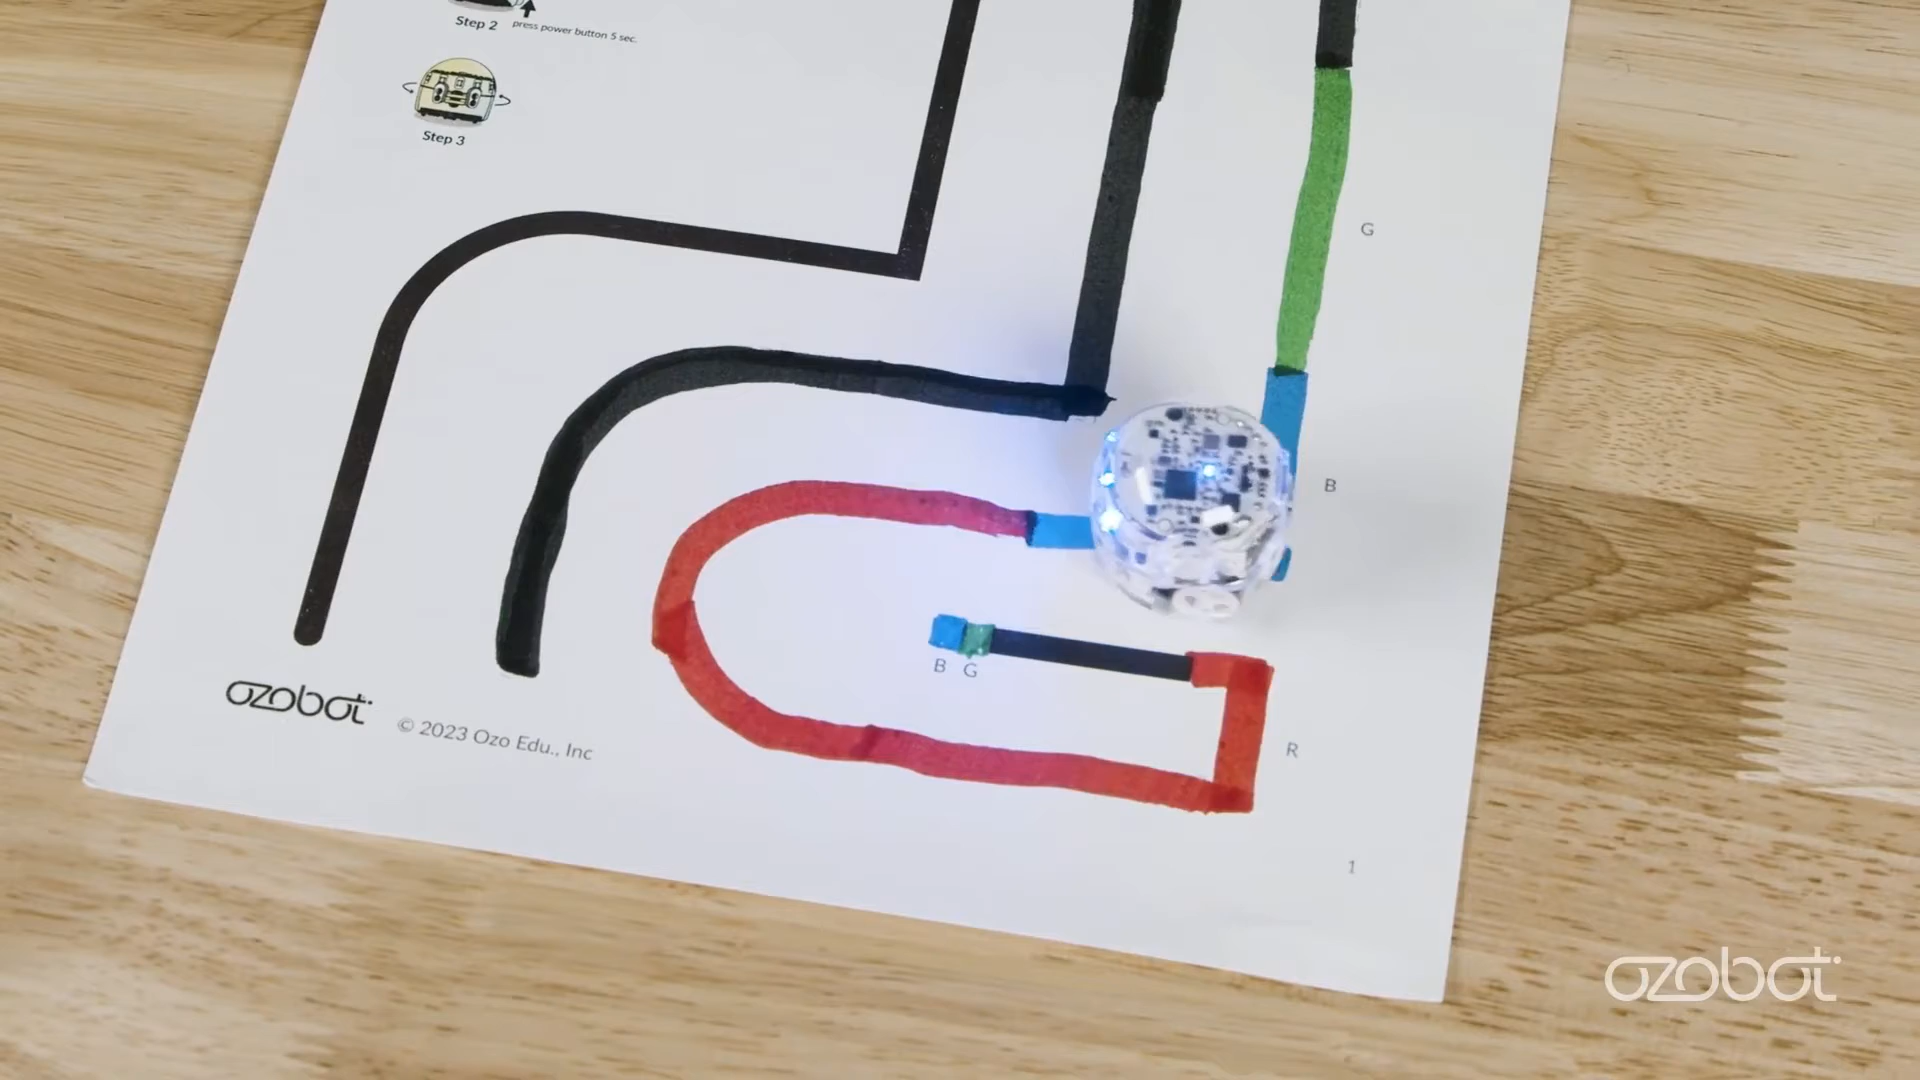 Step 2
press power button 5 sec.
Step 3
G
B
B G
R
ozobot
© 2023 Ozo Edu., Inc
1
ozobot